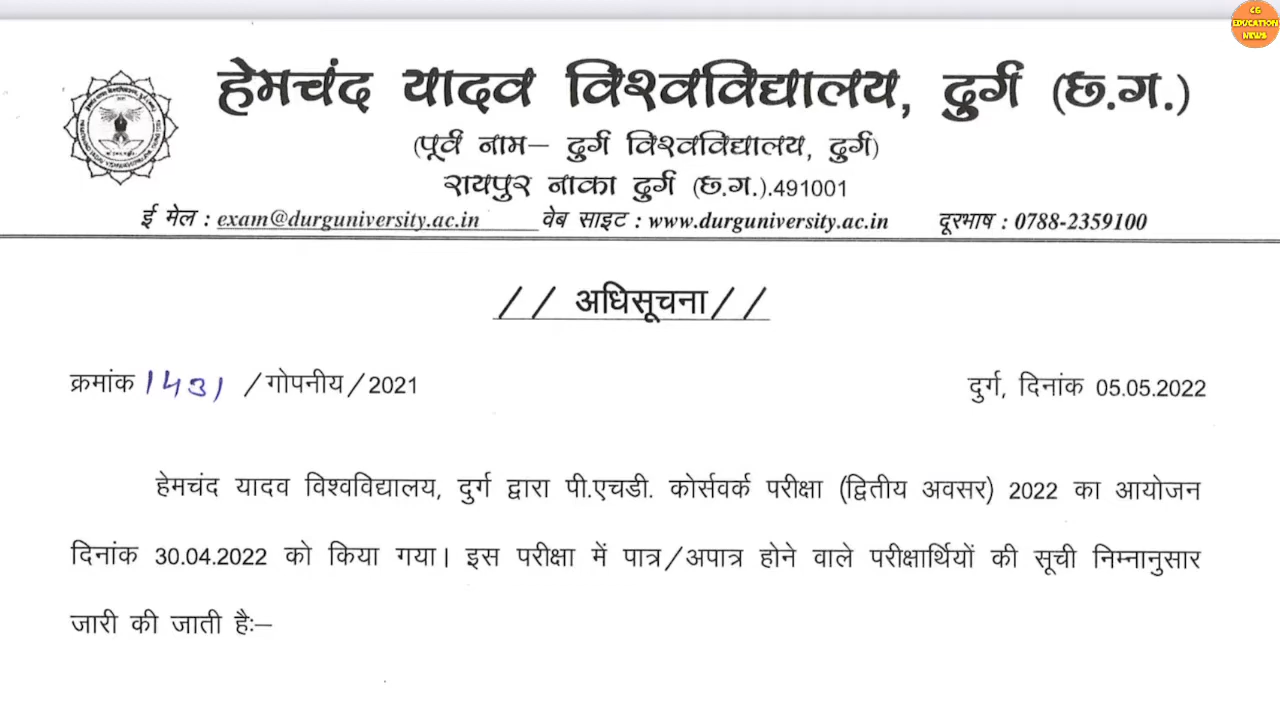 CG
EDUCATION
NEWS
हेमचंद यादव विश्वविद्यालय, दुर्ग (छ.ग.)
(पूर्व नाम– दुर्ग विश्वविद्यालय, दुर्ग)
रायपुर नाका दुर्ग (छ.ग.).491001
ई मेल : exam@durguniversity.ac.in वेब साइट : www.durguniversity.ac.in दूरभाष : 0788-2359100
// अधिसूचना//
क्रमांक 1431 /गोपनीय/2021 दुर्ग, दिनांक 05.05.2022
हेमचंद यादव विश्वविद्यालय, दुर्ग द्वारा पी.एचडी. कोर्सवर्क परीक्षा (द्वितीय अवसर) 2022 का आयोजन
दिनांक 30.04.2022 को किया गया। इस परीक्षा में पात्र/अपात्र होने वाले परीक्षार्थियों की सूची निम्नानुसार
जारी की जाती है:–